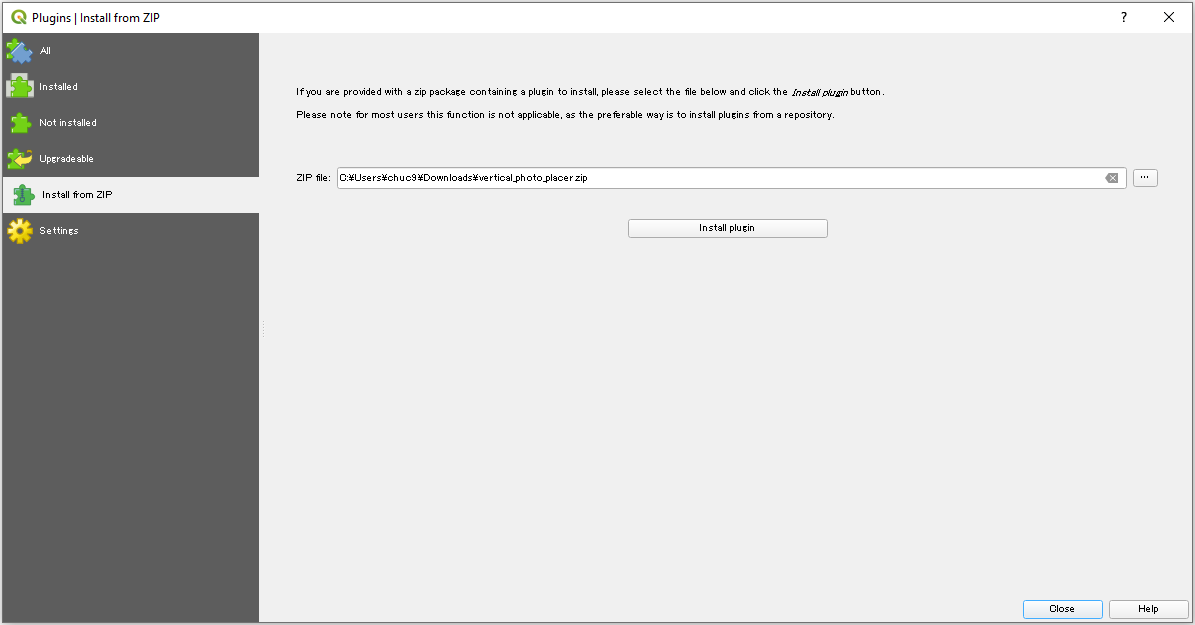 Plugins | Install from ZIP
?
All
Installed
Not installed
Upgradeable
Install from ZIP
Settings
If you are provided with a zip package containing a plugin to install, please select the file below and click the Install plugin button.
Please note for most users this function is not applicable, as the preferable way is to install plugins from a repository.
ZIP file: C:¥Users¥chuc9¥Downloads¥vertical_photo_placer.zip ...
Install plugin
Close Help